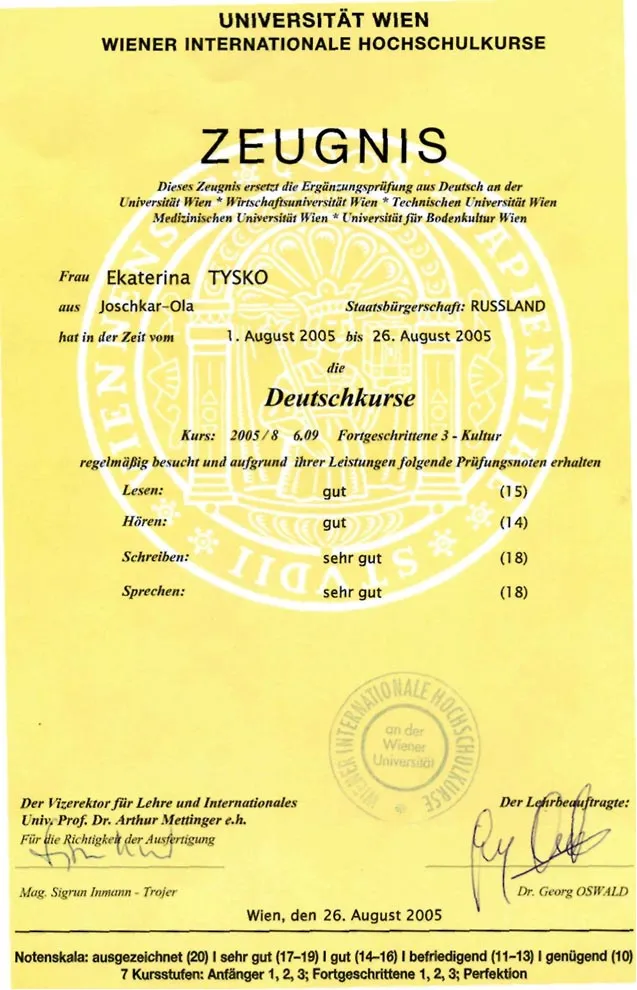 UNIVERSITÄT WIEN
WIENER INTERNATIONALE HOCHSCHULKURSE
ZEUGNIS
Dieses Zeugnis ersetzt die Ergänzungsprüfung aus Deutsch an der
Universität Wien * Wirtschaftsuniversität Wien * Technischen Universität Wien
Medizinischen Universität Wien * Universität für Bodenkultur Wien
Frau Ekaterina TYSKO
aus Joschkar-Ola Staatsbürgerschaft: RUSSLAND
hat in der Zeit vom 1. August 2005 bis 26. August 2005
die
Deutschkurse
Kurs: 2005/8 6.09 Fortgeschrittene 3 - Kultur
regelmäßig besucht und aufgrund ihrer Leistungen folgende Prüfungsnoten erhalten
Lesen: gut (15)
Hören: gut (14)
Schreiben: sehr gut (18)
Sprechen: sehr gut (18)
WIENER INTERNATIONALE HOCHSCHULKURSE
an der
Wiener
Universität
Der Vizerektor für Lehre und Internationales
Univ. Prof. Dr. Arthur Mettinger e.h.
Für die Richtigkeit der Ausfertigung
Der Lehrbeauftragte:
Mag. Sigrun Inmann - Trojer
Dr. Georg OSWALD
Wien, den 26. August 2005
Notenskala: ausgezeichnet (20) I sehr gut (17-19) I gut (14-16) I befriedigend (11-13) I genügend (10)
7 Kursstufen: Anfänger 1, 2, 3; Fortgeschrittene 1, 2, 3; Perfektion